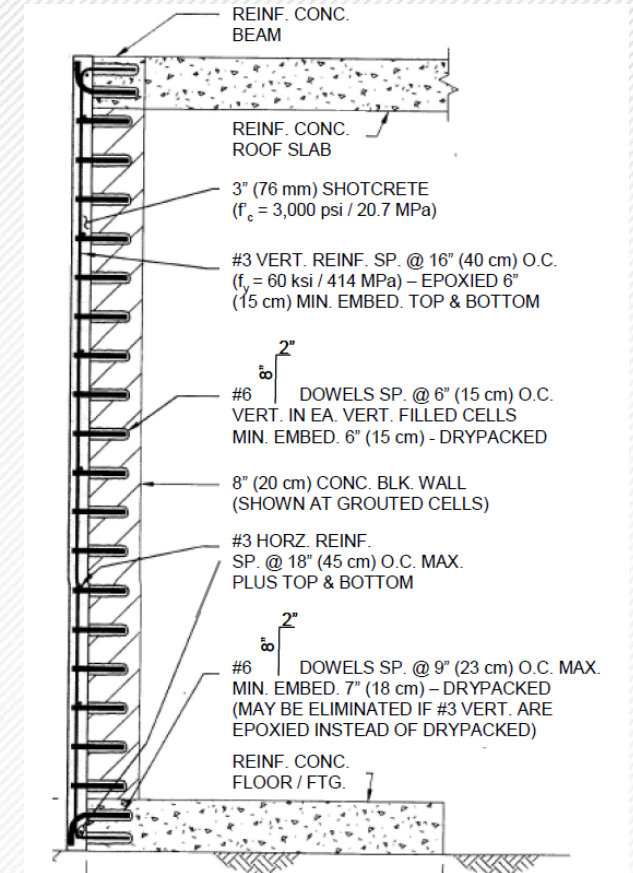 REINF. CONC.
BEAM
REINF. CONC.
ROOF SLAB
3” (76 mm) SHOTCRETE
(f'c = 3,000 psi / 20.7 MPa)
#3 VERT. REINF. SP. @ 16” (40 cm) O.C.
(fy = 60 ksi / 414 MPa) – EPOXIED 6”
(15 cm) MIN. EMBED. TOP & BOTTOM
2”
8”
#6 DOWELS SP. @ 6” (15 cm) O.C.
VERT. IN EA. VERT. FILLED CELLS
MIN. EMBED. 6” (15 cm) - DRYPACKED
8” (20 cm) CONC. BLK. WALL
(SHOWN AT GROUTED CELLS)
#3 HORZ. REINF.
SP. @ 18” (45 cm) O.C. MAX.
PLUS TOP & BOTTOM
2”
8”
#6 DOWELS SP. @ 9” (23 cm) O.C. MAX.
MIN. EMBED. 7” (18 cm) – DRYPACKED
(MAY BE ELIMINATED IF #3 VERT. ARE
EPOXIED INSTEAD OF DRYPACKED)
REINF. CONC.
FLOOR / FTG.